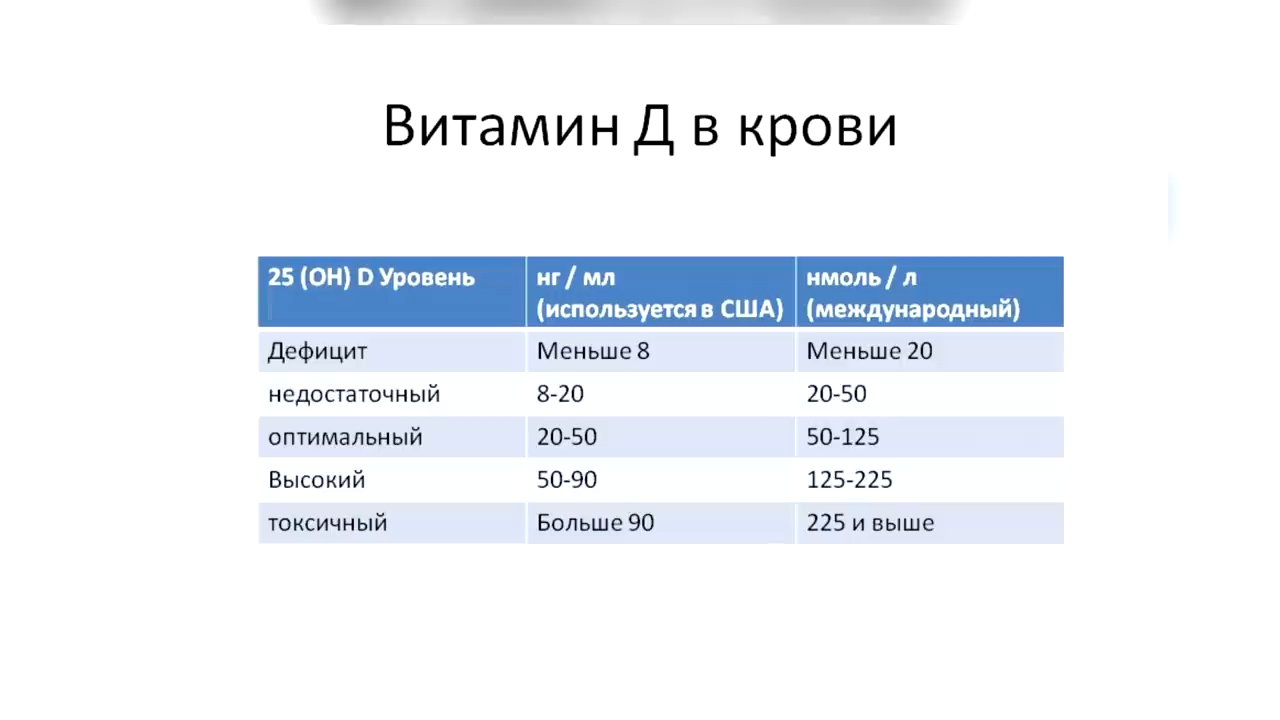 Витамин Д в крови
25 (OH) D Уровень нг / мл нмоль / л
(используется в США) (международный)
Дефицит Меньше 8 Меньше 20
недостаточный 8-20 20-50
оптимальный 20-50 50-125
Высокий 50-90 125-225
токсичный Больше 90 225 и выше